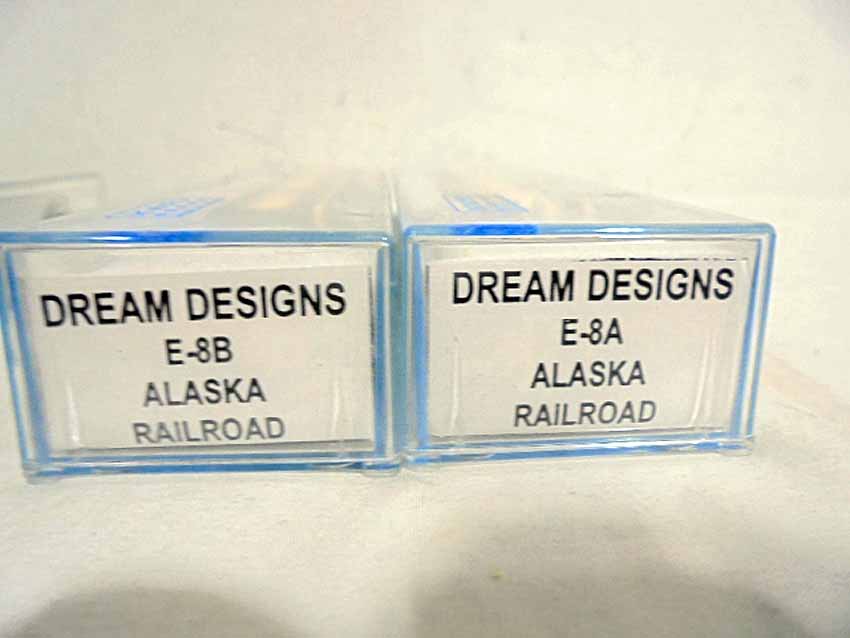 DREAM DESIGNS
E-8B
ALASKA
RAILROAD
DREAM DESIGNS
E-8A
ALASKA
RAILROAD